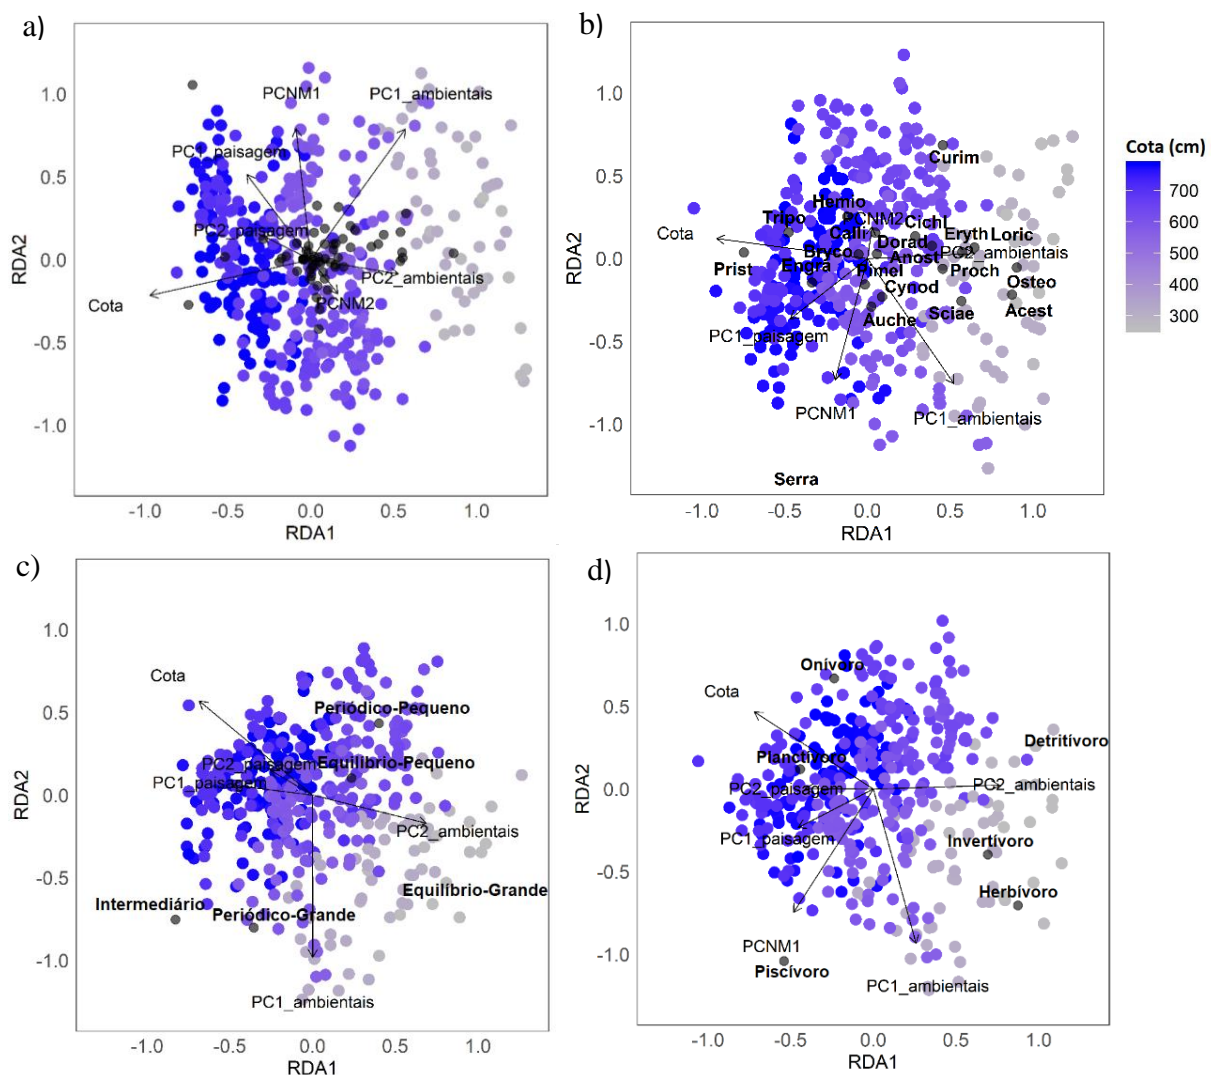 a)
1.0
0.5
0.0
-0.5
-1.0
RDA2
PCNM1
PC1_ambientais
PC1_paisagem
PC2_paisagem
PC2_ambientais
PCNM2
Cota
-1.0
-0.5
0.0
0.5
1.0
RDA1
b)
1.0
0.5
0.0
-0.5
-1.0
RDA2
Curim
Hemio
Tripo
PCNM2
Calli
Cichl
Cota
Dorad
Eryth
Loric
Bryco
Anost
PC2_ambientais
Prist
Engra
Pimel
Proch
Cynod
Osteo
Auche
Sciae
Acest
PC1_paisagem
PCNM1
PC1_ambientais
Serra
-1.0
-0.5
0.0
0.5
1.0
RDA1
Cota (cm)
700
600
500
400
300
c)
1.0
0.5
0.0
-0.5
-1.0
RDA2
Cota
Periódico-Pequeno
PC2_paisagem
Equilibrio-Pequeno
PC1_paisagem
PC2_ambientais
Equilíbrio-Grande
Intermediário
Periódico-Grande
PC1_ambientais
-1.0
-0.5
0.0
0.5
1.0
RDA1
d)
1.0
0.5
0.0
-0.5
-1.0
RDA2
Onívoro
Cota
Detritívoro
Planctívoro
PC2_paisagem
PC2_ambientais
PC1_paisagem
Invertívoro
Herbívoro
PCNM1
Piscívoro
PC1_ambientais
-1.0
-0.5
0.0
0.5
1.0
RDA1